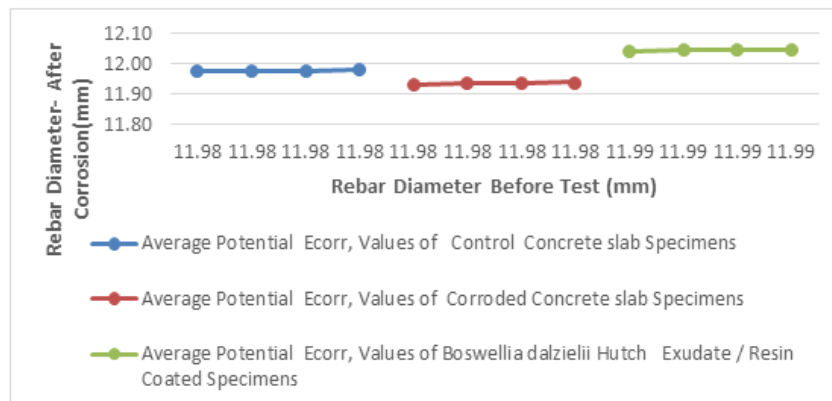 Rebar Diameter- After
Corrosion(mm)
12.10
12.00
11.90
11.80
11.98 11.98 11.98 11.98 11.98 11.98 11.98 11.98 11.99 11.99 11.99 11.99
Rebar Diameter Before Test (mm)
Average Potential Ecorr, Values of Control Concrete slab Specimens
Average Potential Ecorr, Values of Corroded Concrete slab Specimens
Average Potential Ecorr, Values of Boswellia dalzielii Hutch Exudate / Resin
Coated Specimens